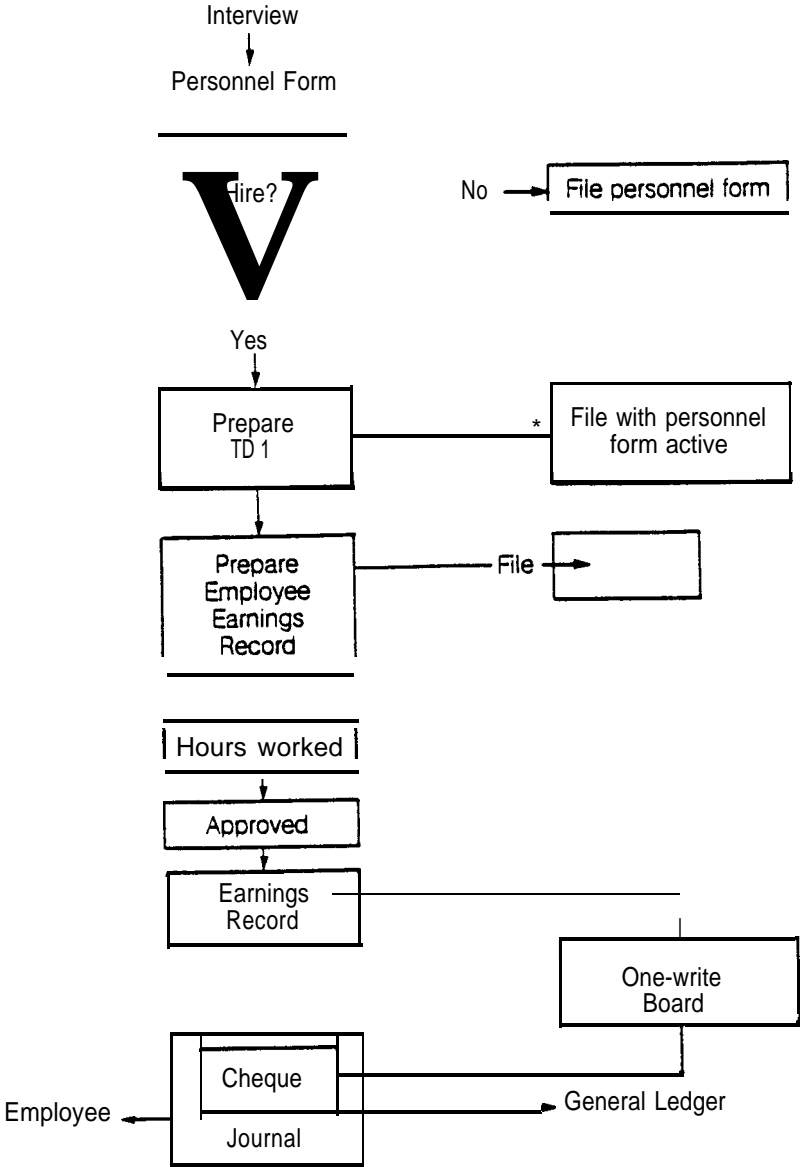 Interview
Personnel Form
Hire?
No
File personnel form
Yes
Prepare
TD 1
*
File with personnel
form active
Prepare
Employee
Earnings
Record
File
Hours worked
Approved
Earnings
Record
One-write
Board
Cheque
General Ledger
Employee
Journal